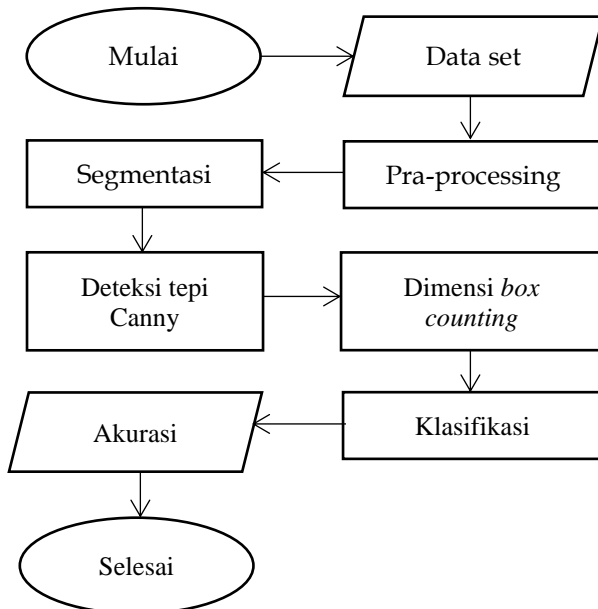 Mulai
Data set
Pra-processing
Segmentasi
Deteksi tepi
Canny
Dimensi box
counting
Klasifikasi
Akurasi
Selesai